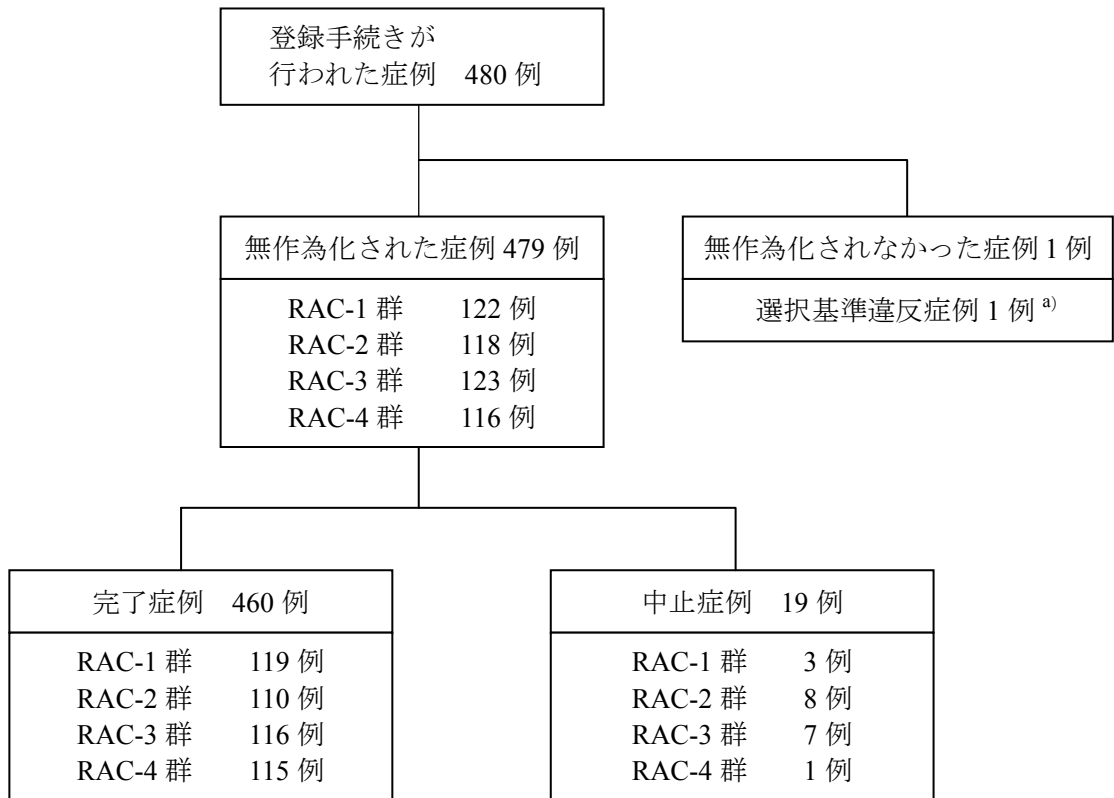 登録手続きが
行われた症例 480 例
無作為化された症例 479 例
RAC-1 群 122 例
RAC-2 群 118 例
RAC-3 群 123 例
RAC-4 群 116 例
無作為化されなかった症例 1 例
選択基準違反症例 1 例 a)
完了症例 460 例
RAC-1 群 119 例
RAC-2 群 110 例
RAC-3 群 116 例
RAC-4 群 115 例
中止症例 19 例
RAC-1 群 3 例
RAC-2 群 8 例
RAC-3 群 7 例
RAC-4 群 1 例